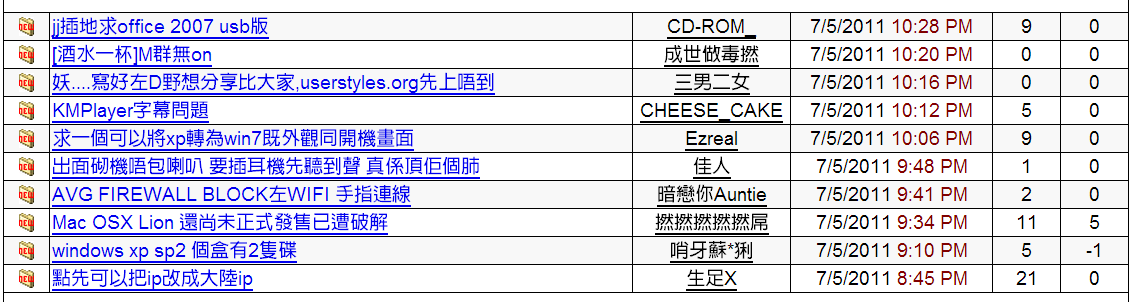 jj插地求office 2007 usb版 CD-ROM_ 7/5/2011 10:28 PM 9 0
[酒水一杯]M群無on 成世做毒撚 7/5/2011 10:20 PM 0 0
妖....寫好左D野想分享比大家,userstyles.org先上唔到 三男二女 7/5/2011 10:16 PM 0 0
KMPlayer字幕問題 CHEESE_CAKE 7/5/2011 10:12 PM 5 0
求一個可以將xp轉為win7既外觀同開機畫面 Ezreal 7/5/2011 10:06 PM 9 0
出面砌機唔包喇叭 要插耳機先聽到聲 真係頂佢個肺 佳人 7/5/2011 9:48 PM 1 0
AVG FIREWALL BLOCK左WIFI 手指連線 暗戀你Auntie 7/5/2011 9:41 PM 2 0
Mac OSX Lion 還尚未正式發售已遭破解 撚撚撚撚撚屌 7/5/2011 9:34 PM 11 5
windows xp sp2 個盒有2隻碟 哨牙蘇*猁 7/5/2011 9:10 PM 5 -1
點先可以把ip改成大陸ip 生足X 7/5/2011 8:45 PM 21 0